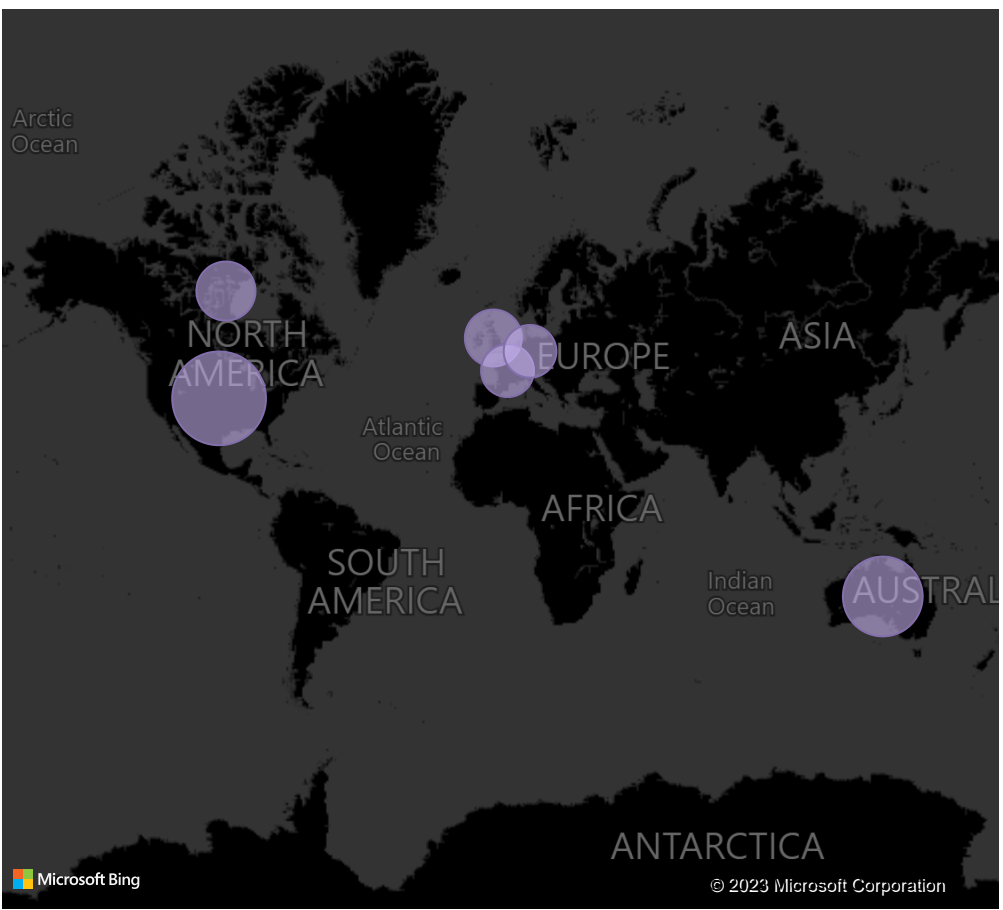 Arctic
Ocean
NORTH
AMERICA
EUROPE
ASIA
Atlantic
Ocean
AFRICA
SOUTH
AMERICA
Indian
Ocean
AUSTRAL
ANTARCTICA
Microsoft Bing
© 2023 Microsoft Corporation